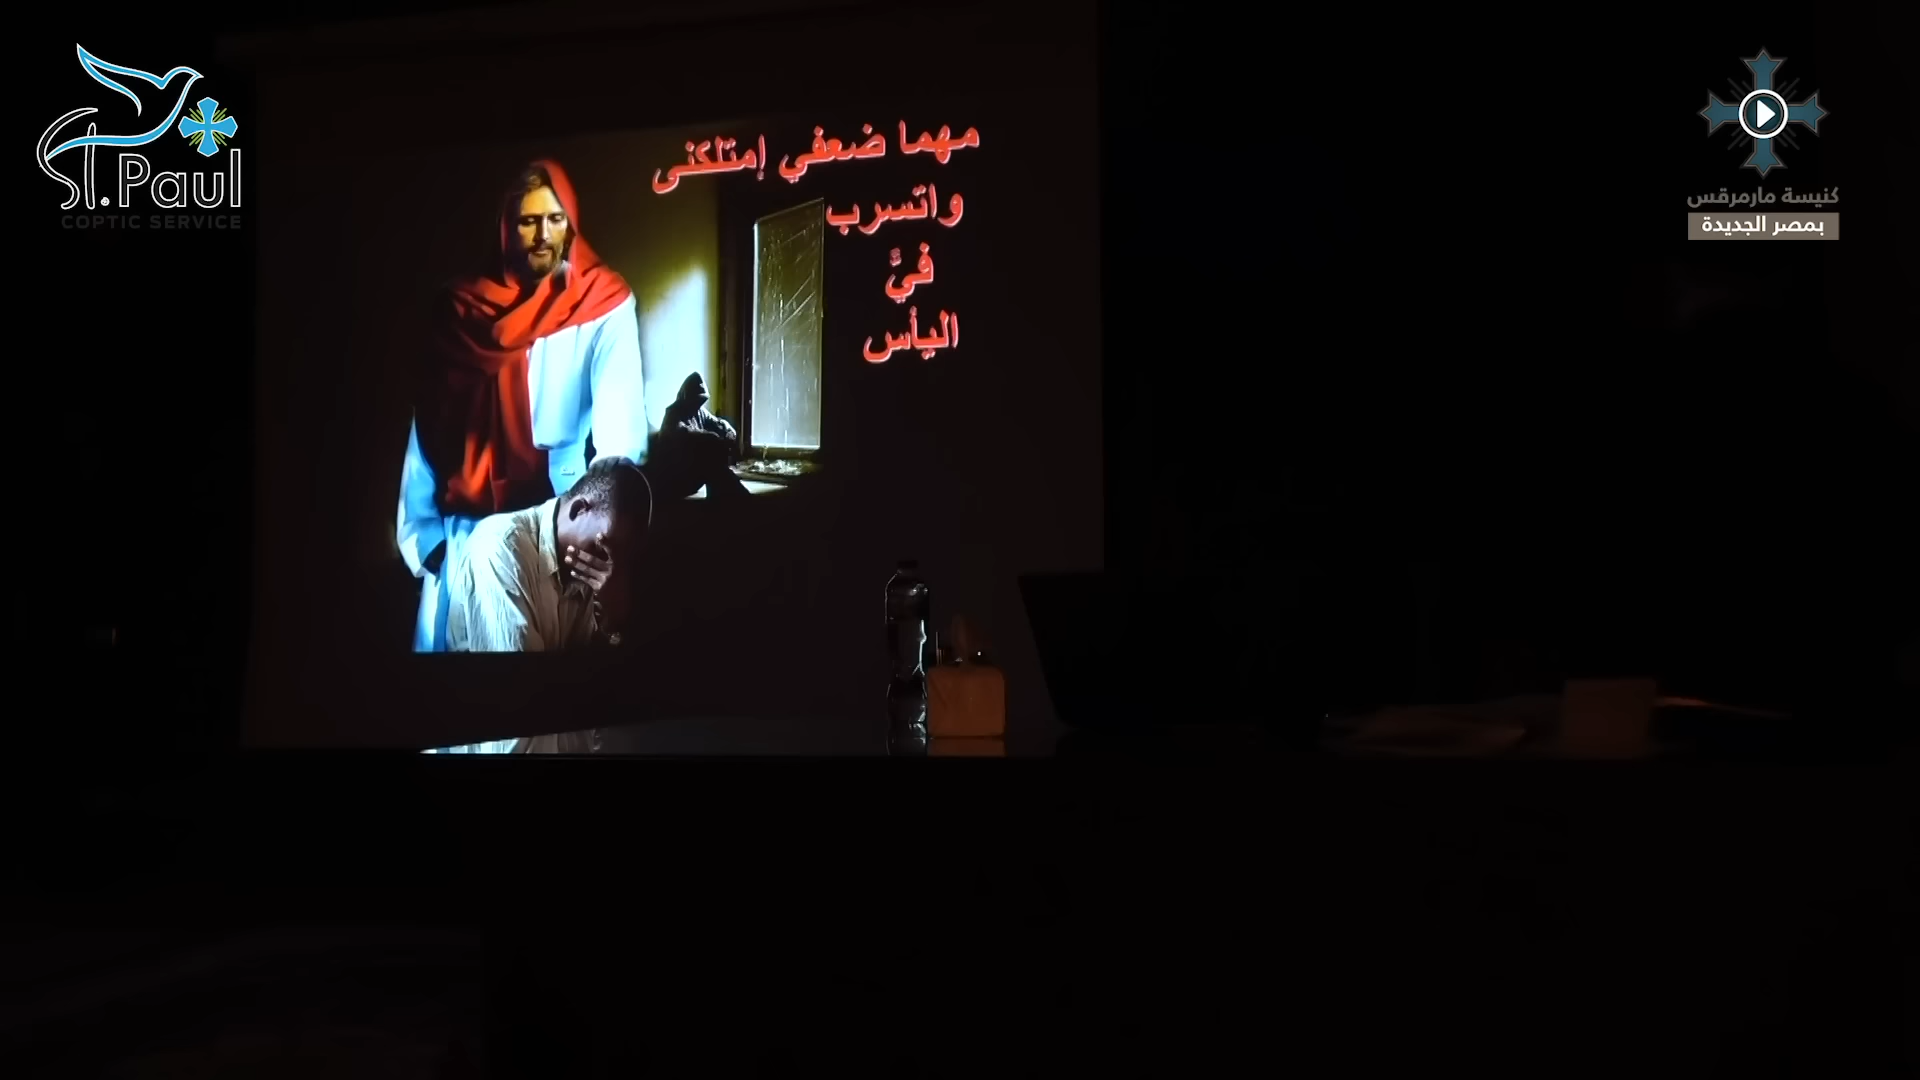 St.Paul
COPTIC SERVICE
مهما ضعفي إمتلكنى
واتسرب
فيَّ
اليأس
كنيسة مارمرقس
بمصر الجديدة